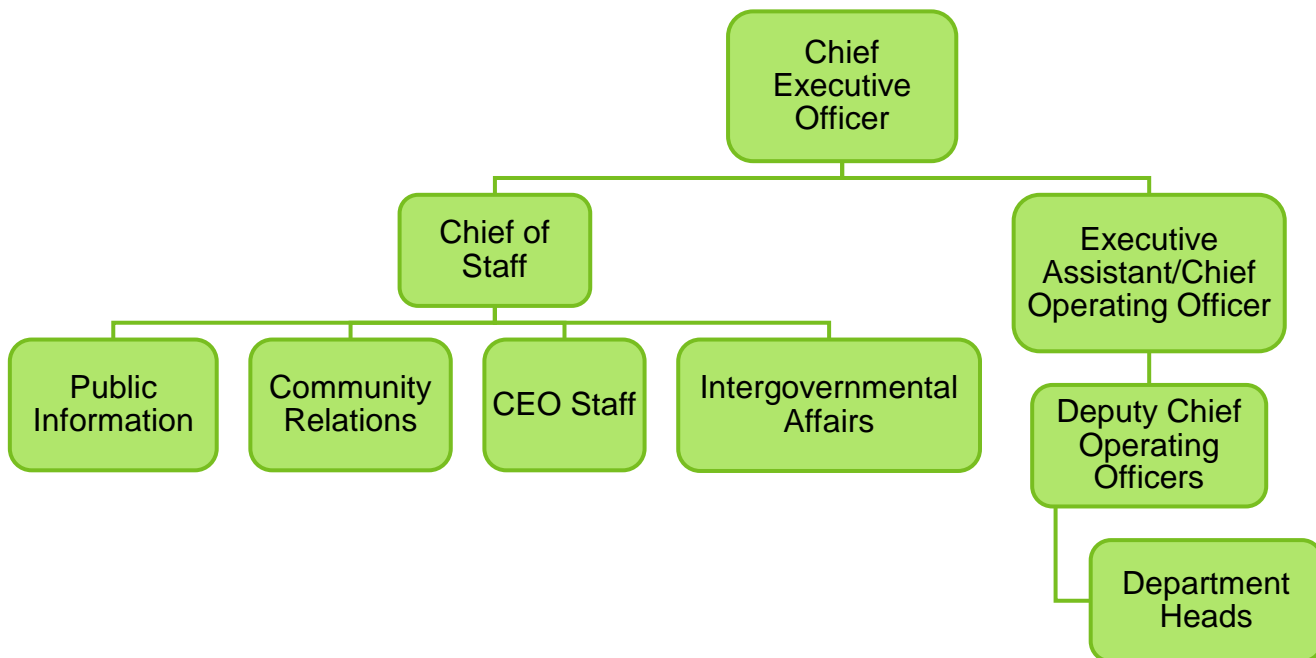 Chief
Executive
Officer
Chief of
Staff
Executive
Assistant/Chief
Operating Officer
Public
Information
Community
Relations
CEO Staff
Intergovernmental
Affairs
Deputy Chief
Operating
Officers
Department
Heads